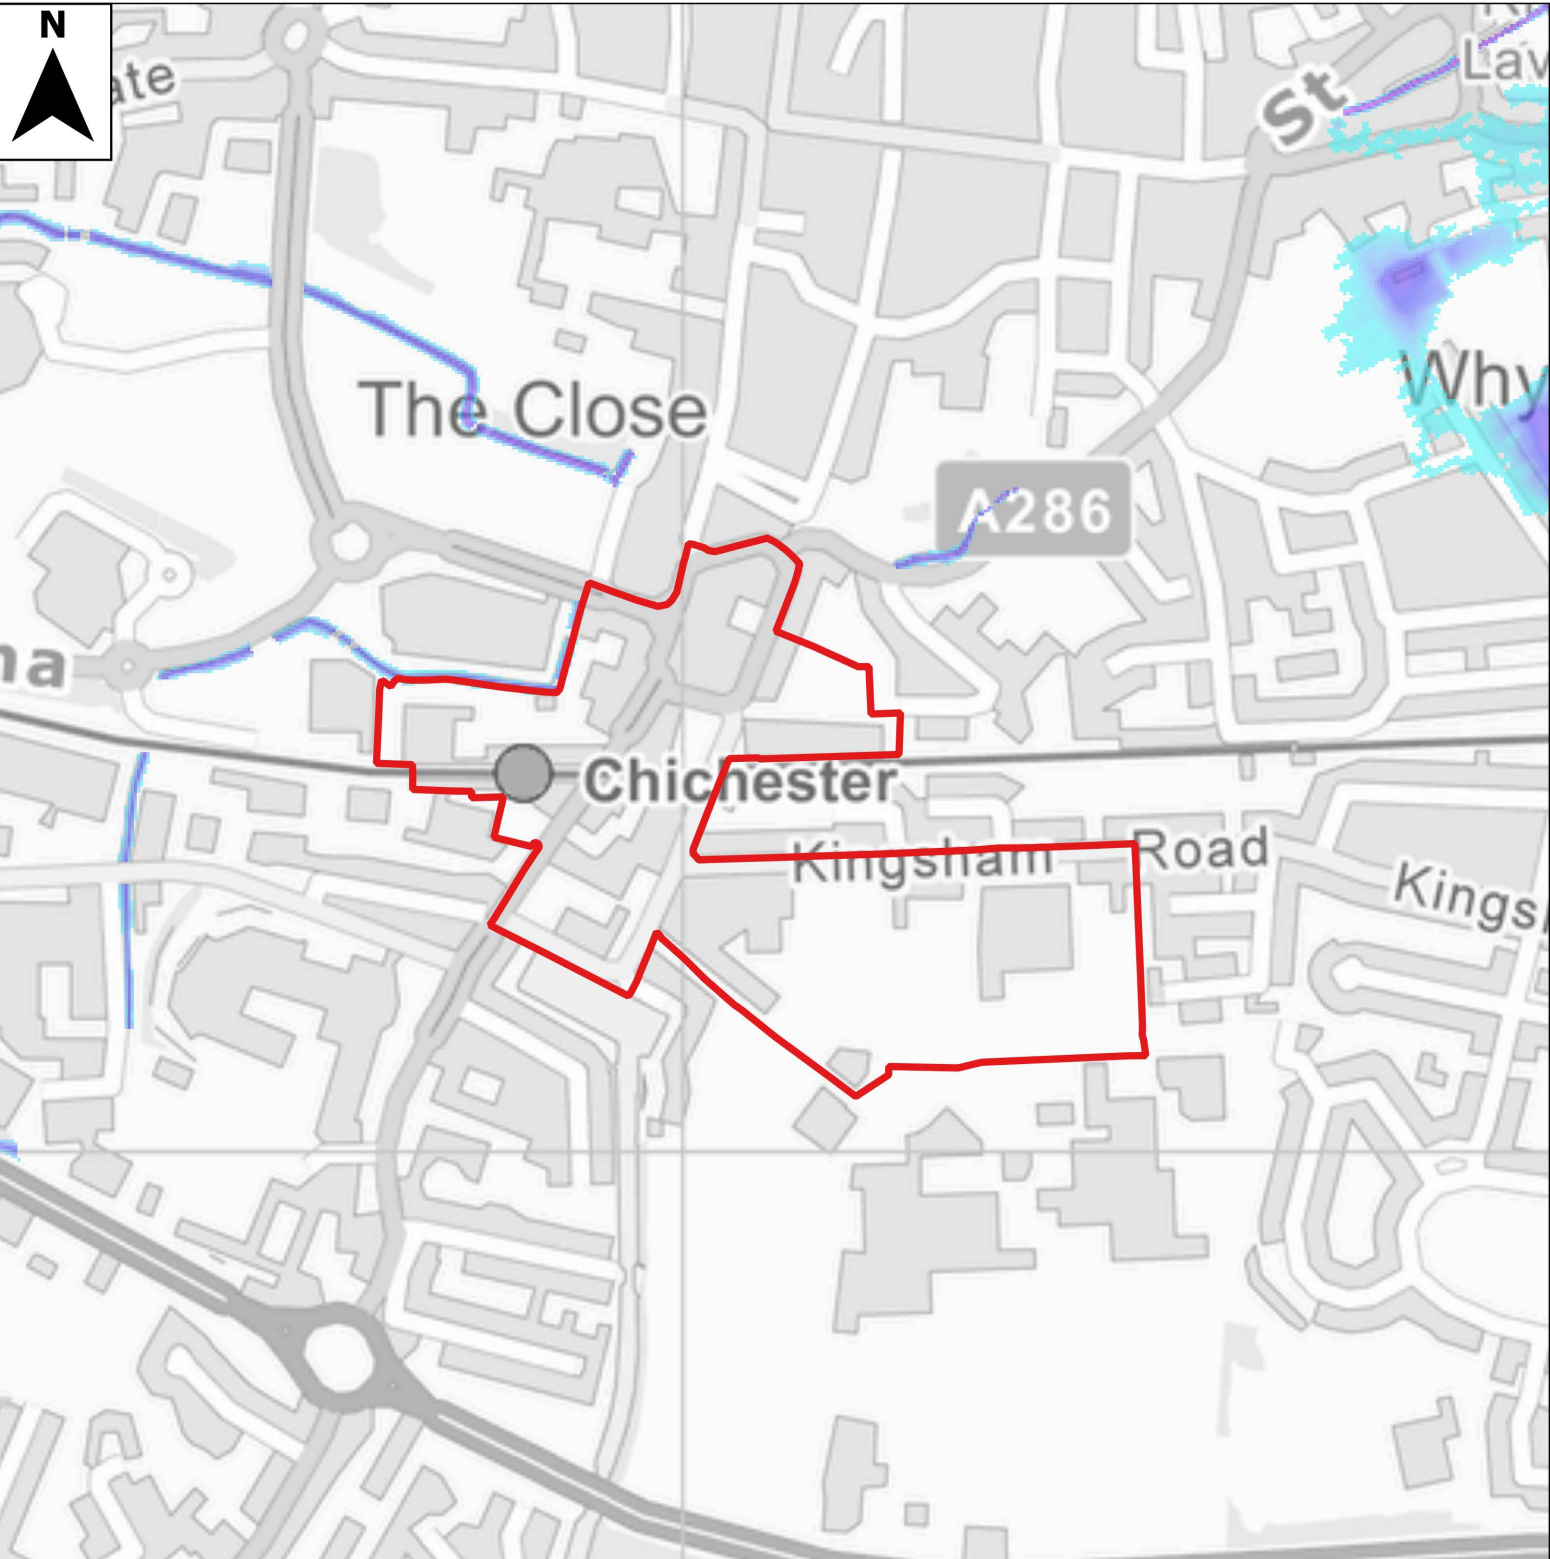 N
ate
St
Lav
The Close
Why
A286
na
Chichester
Kingsham Road
Kings